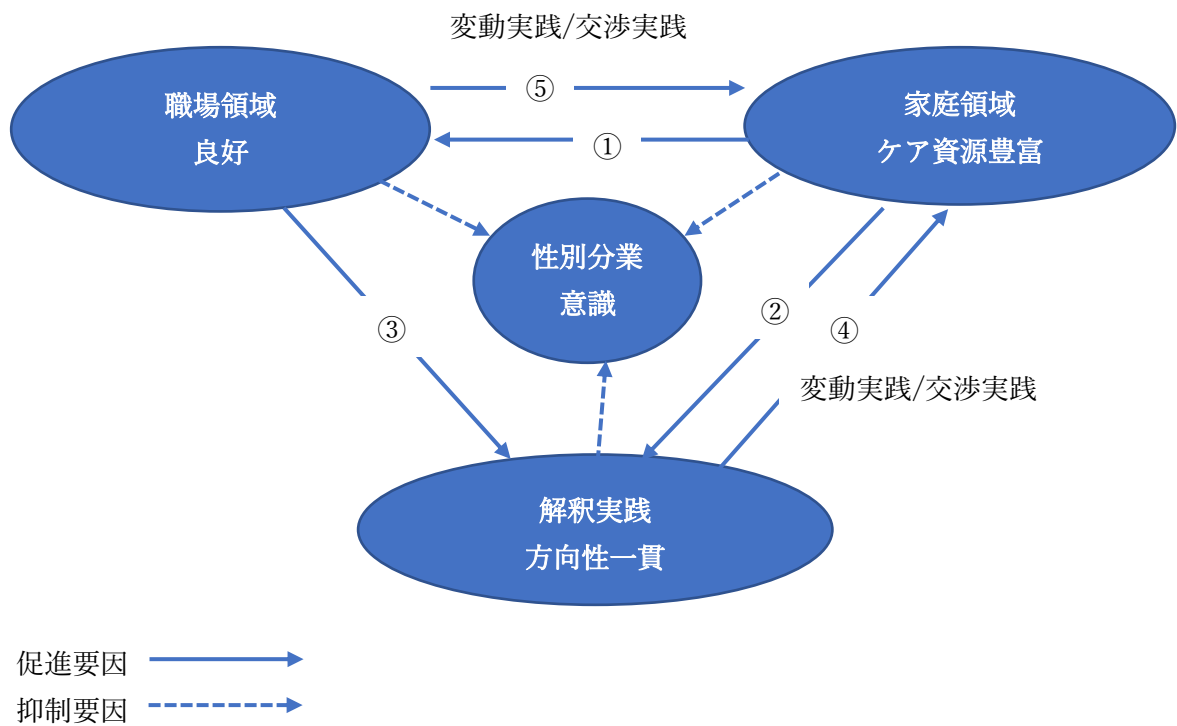 変動実践/交渉実践
職場領域
良好
⑤
①
家庭領域
ケア資源豊富
性別分業
意識
③
②
④
変動実践/交渉実践
解釈実践
方向性一貫
促進要因
抑制要因